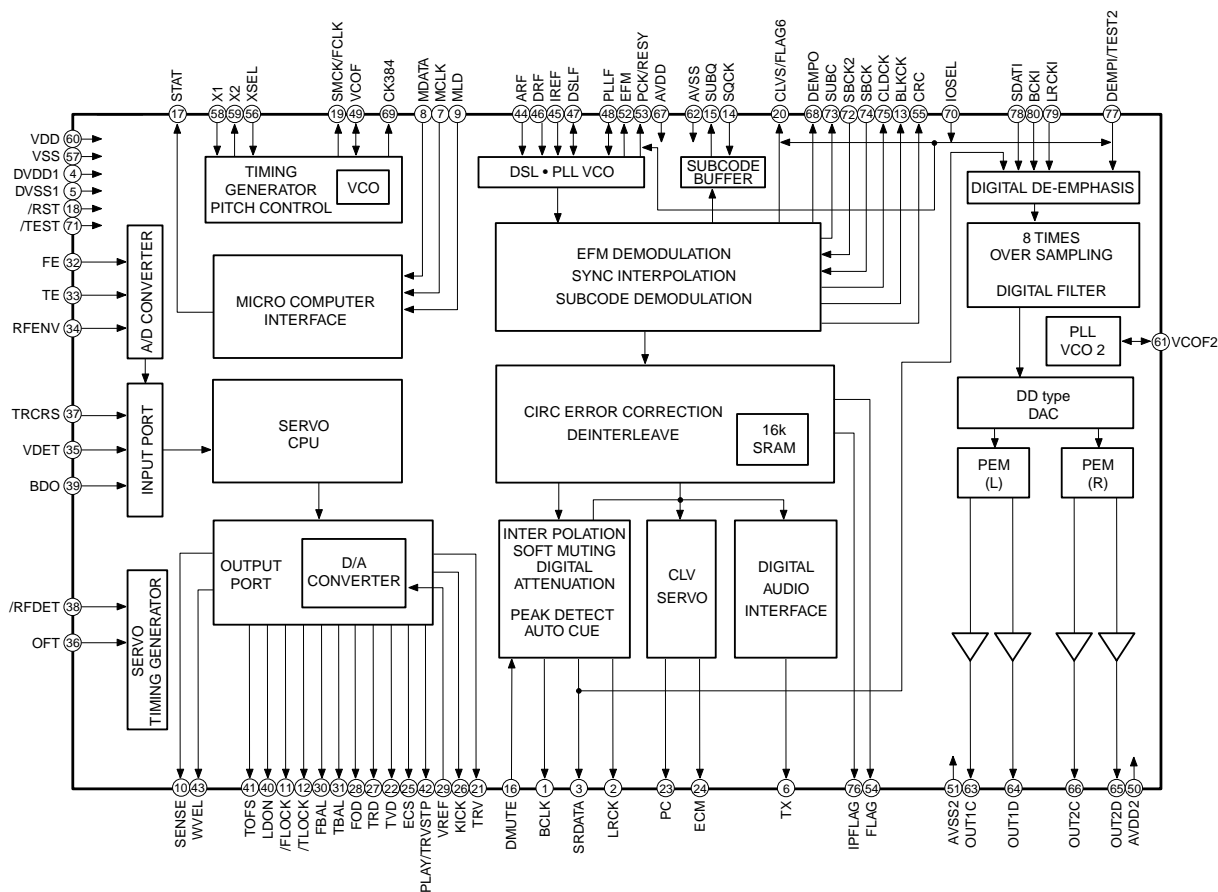 STAT
X1
X2
XSEL
SMCK/FCLK
VCOF
CK384
MDATA
MCLK
MLD
ARF
DRF
IREF
DSLF
PLLF
EFM
PCK/RESY
AVDD
AVSS
SUBQ
SQCK
CLVS/FLAG6
DEMPO
SUBC
SBCK2
SBCK
CLDCK
BLKCK
CRC
IOSEL
SDATI
BCKI
LRCKI
DEMPI/TEST2
17
58
59
56
19
49
69
8
7
9
44
46
45
47
48
52
53
67
62
15
14
20
68
73
72
74
75
13
55
70
78
80
79
77
VDD 60
VSS 57
DVDD1 4
DVSS1 5
/RST 18
/TEST 71
FE 32
TE 33
RFENV 34
TRCRS 37
VDET 35
BDO 39
/RFDET 38
OFT 36
TIMING
GENERATOR
PITCH CONTROL
VCO
DSL • PLL VCO
SUBCODE
BUFFER
DIGITAL DE-EMPHASIS
A/D CONVERTER
MICRO COMPUTER
INTERFACE
EFM DEMODULATION
SYNC INTERPOLATION
SUBCODE DEMODULATION
8 TIMES
OVER SAMPLING
DIGITAL FILTER
PLL
VCO 2
61 VCOF2
INPUT PORT
SERVO
CPU
CIRC ERROR CORRECTION
DEINTERLEAVE
16k
SRAM
DD type
DAC
PEM
(L)
PEM
(R)
OUTPUT
PORT
D/A
CONVERTER
INTER POLATION
SOFT MUTING
DIGITAL
ATTENUATION
PEAK DETECT
AUTO CUE
CLV
SERVO
DIGITAL
AUDIO
INTERFACE
SERVO
TIMING GENERATOR
10
43
41
40
11
12
30
31
28
27
22
25
42
29
26
21
16
1
3
2
23
24
6
76
54
51
63
64
66
65
50
SENSE
WVEL
TOFS
LDON
/FLOCK
/TLOCK
FBAL
TBAL
FOD
TRD
TVD
ECS
PLAY/TRVSTP
VREF
KICK
TRV
DMUTE
BCLK
SRDATA
LRCK
PC
ECM
TX
IPFLAG
FLAG
AVSS2
OUT1C
OUT1D
OUT2C
OUT2D
AVDD2